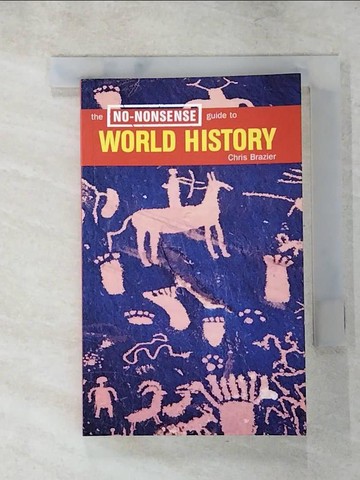 the NO-NONSENSE guide to
WORLD HISTORY
Chris Brazier